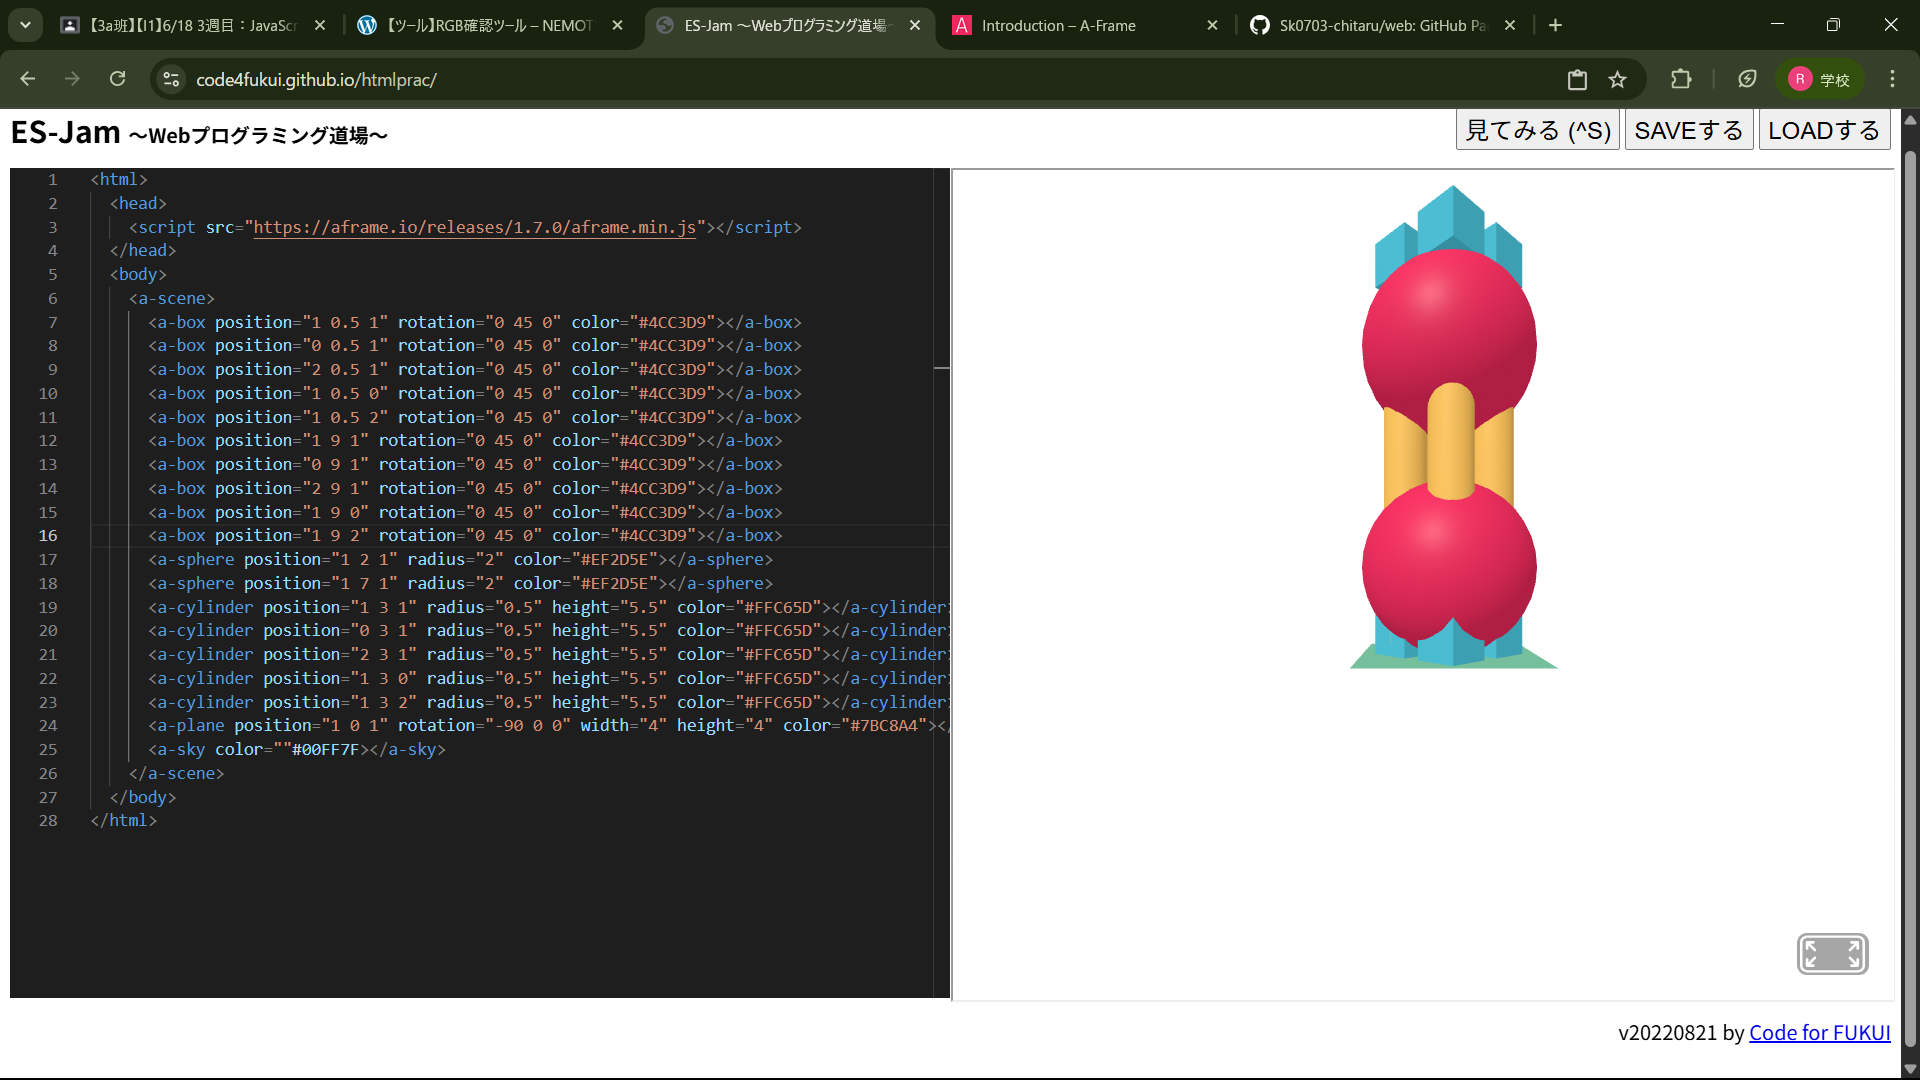 【3a班】【I1】6/18 3週目：JavaScr
【ツール】RGB確認ツール – NEMOT
ES-Jam 〜Webプログラミング道場〜
Introduction – A-Frame
Sk0703-chitaru/web: GitHub Pa
code4fukui.github.io/htmlprac/
R 学校
ES-Jam 〜Webプログラミング道場〜
見てみる (^S)
SAVEする
LOADする
1 <html>
2 <head>
3 <script src="https://aframe.io/releases/1.7.0/aframe.min.js"></script>
4 </head>
5 <body>
6 <a-scene>
7 <a-box position="1 0.5 1" rotation="0 45 0" color="#4CC3D9"></a-box>
8 <a-box position="0 0.5 1" rotation="0 45 0" color="#4CC3D9"></a-box>
9 <a-box position="2 0.5 1" rotation="0 45 0" color="#4CC3D9"></a-box>
10 <a-box position="1 0.5 0" rotation="0 45 0" color="#4CC3D9"></a-box>
11 <a-box position="1 0.5 2" rotation="0 45 0" color="#4CC3D9"></a-box>
12 <a-box position="1 9 1" rotation="0 45 0" color="#4CC3D9"></a-box>
13 <a-box position="0 9 1" rotation="0 45 0" color="#4CC3D9"></a-box>
14 <a-box position="2 9 1" rotation="0 45 0" color="#4CC3D9"></a-box>
15 <a-box position="1 9 0" rotation="0 45 0" color="#4CC3D9"></a-box>
16 <a-box position="1 9 2" rotation="0 45 0" color="#4CC3D9"></a-box>
17 <a-sphere position="1 2 1" radius="2" color="#EF2D5E"></a-sphere>
18 <a-sphere position="1 7 1" radius="2" color="#EF2D5E"></a-sphere>
19 <a-cylinder position="1 3 1" radius="0.5" height="5.5" color="#FFC65D"></a-cylinder>
20 <a-cylinder position="0 3 1" radius="0.5" height="5.5" color="#FFC65D"></a-cylinder>
21 <a-cylinder position="2 3 1" radius="0.5" height="5.5" color="#FFC65D"></a-cylinder>
22 <a-cylinder position="1 3 0" radius="0.5" height="5.5" color="#FFC65D"></a-cylinder>
23 <a-cylinder position="1 3 2" radius="0.5" height="5.5" color="#FFC65D"></a-cylinder>
24 <a-plane position="1 0 1" rotation="-90 0 0" width="4" height="4" color="#7BC8A4"></
25 <a-sky color=""#00FF7F></a-sky>
26 </a-scene>
27 </body>
28 </html>
v20220821 by Code for FUKUI